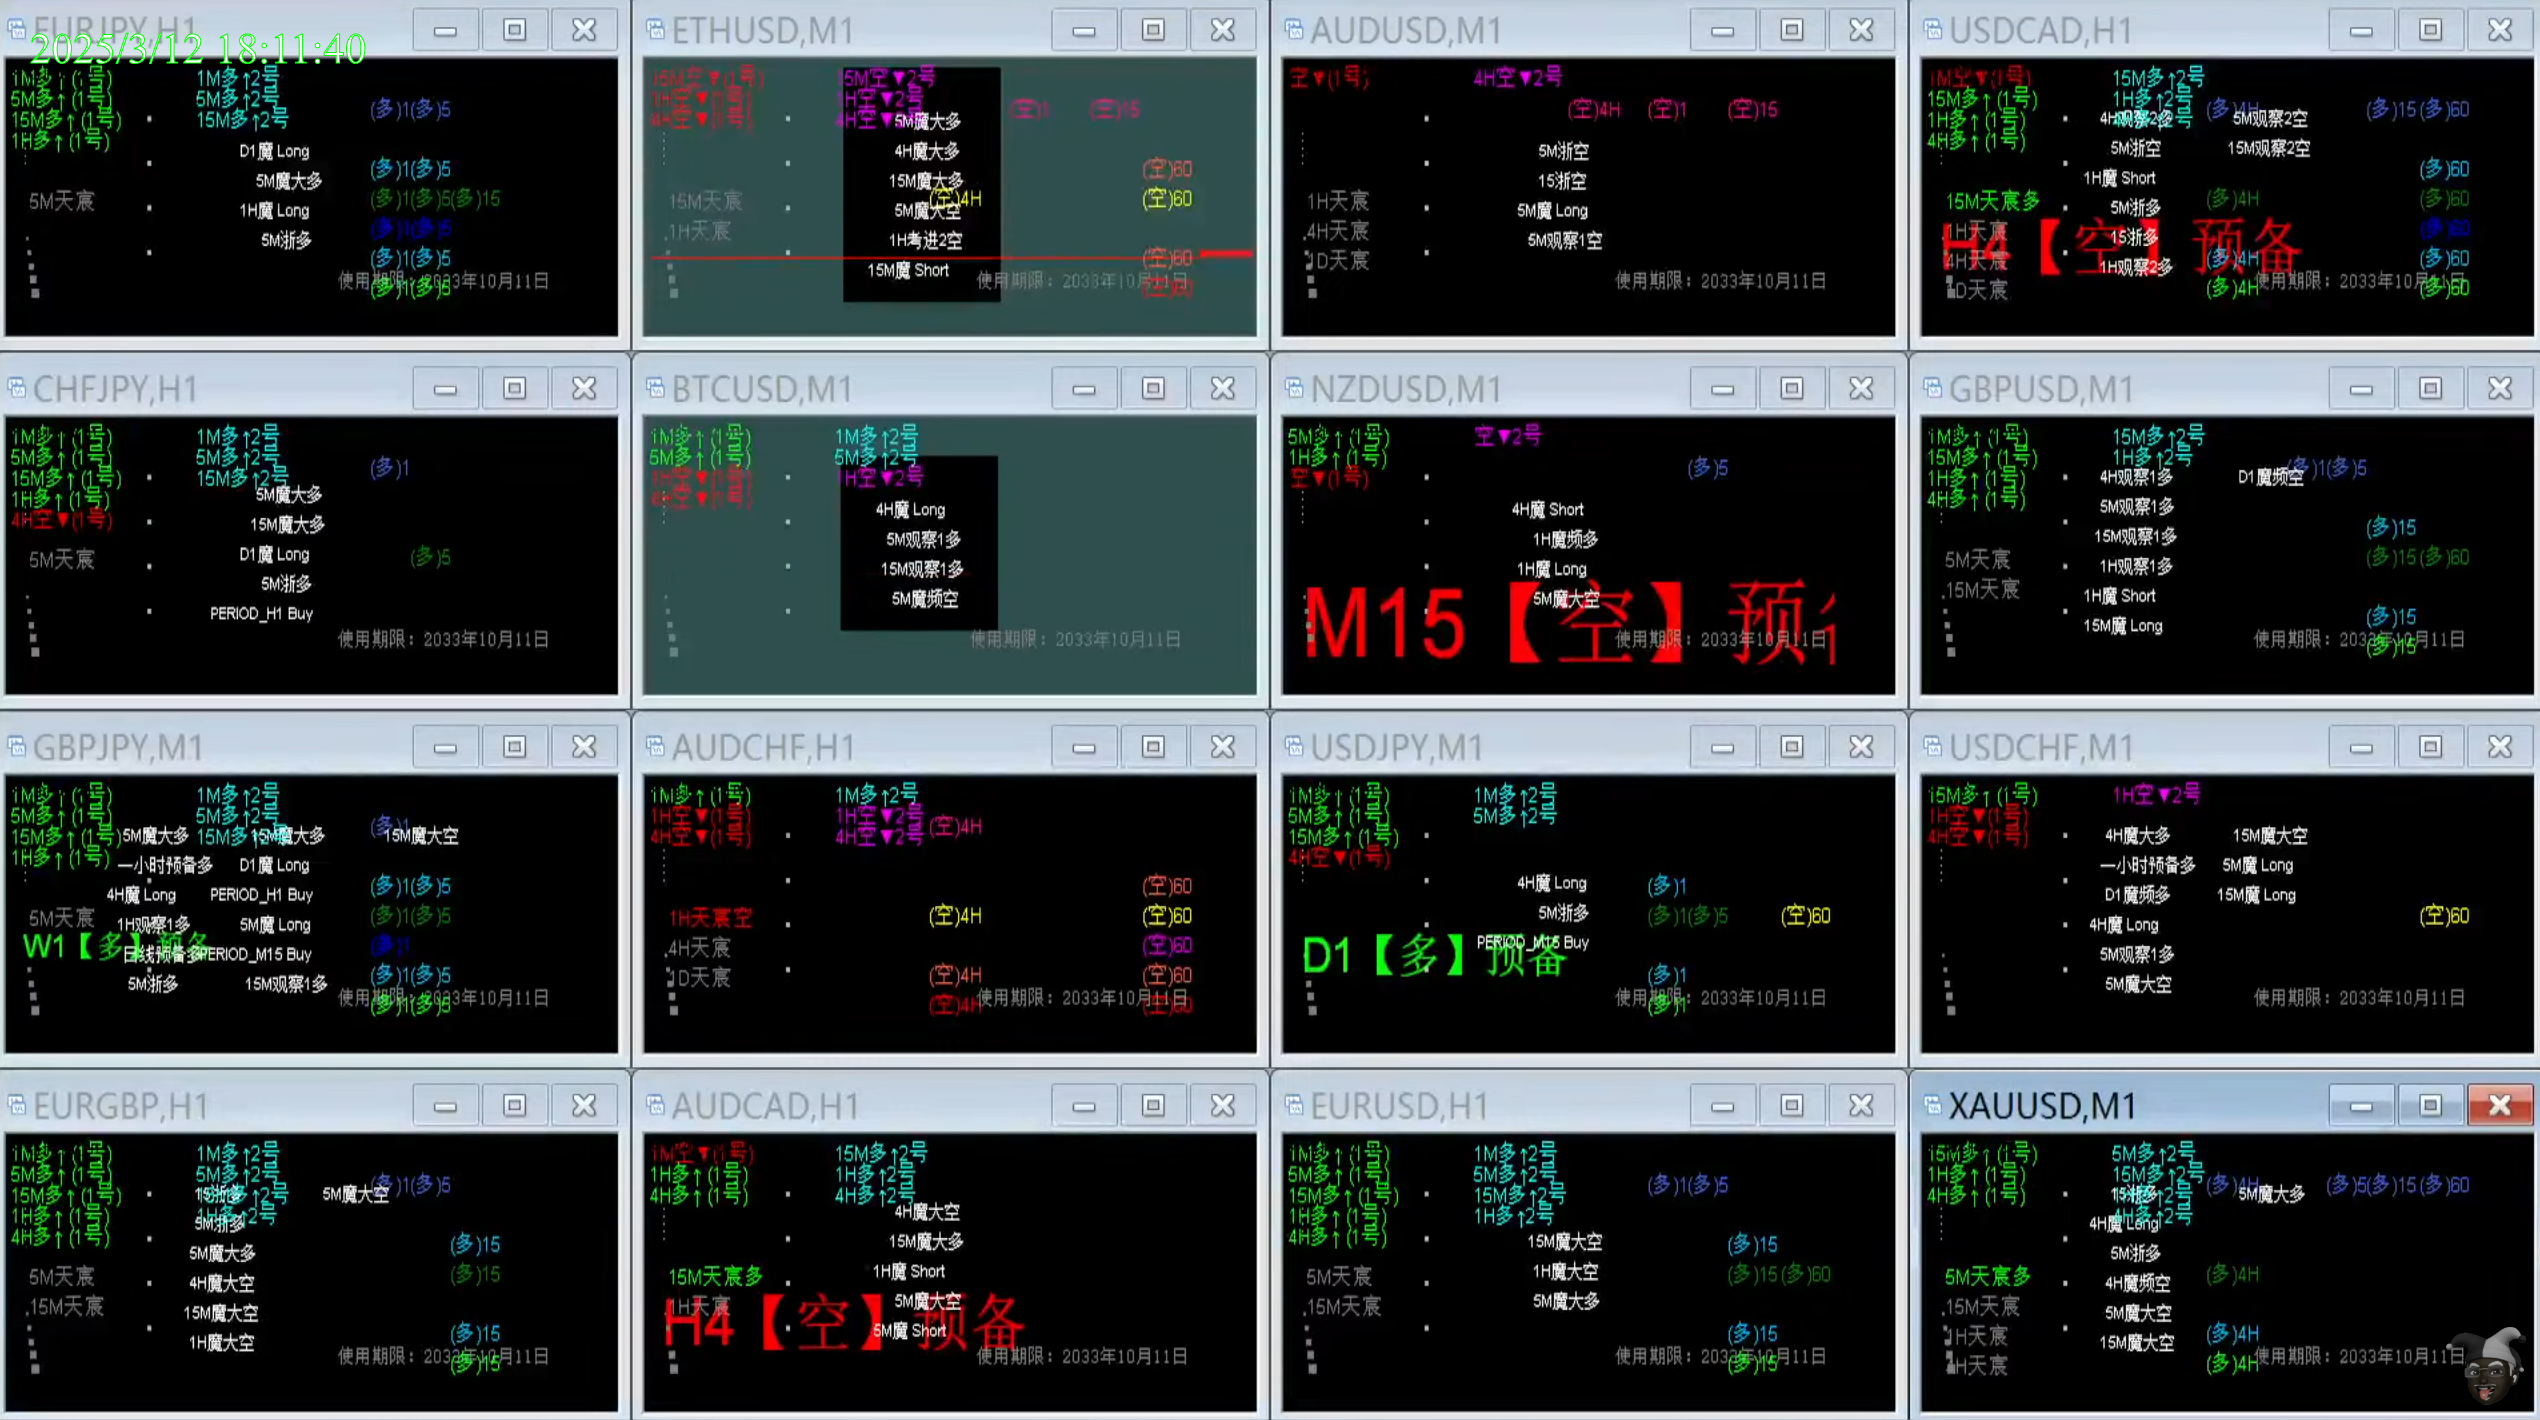 EURJPY,H1
2025/3/12 18:11:40
1M多↑(1号) 1M多↑2号
5M多↑(1号) 5M多↑2号 (多)1(多)5
15M多↑(1号) 15M多↑2号
1H多↑(1号)
D1魔 Long
(多)1(多)5
5M魔大多
5M天宸 (多)1(多)5(多)15
1H魔 Long
(多)1(多)5
5M浙多
(多)1(多)5
使用期限：2033年10月11日
(多)1(多)5
ETHUSD,M1
15M空▼(1号) 15M空▼2号
1H空▼(1号) 1H空▼2号 (空)1 (空)15
4H空▼(1号) 4H空▼2号
5M魔大多
4H魔大多
(空)60
15M魔大多
15M天宸 (空)4H (空)60
5M魔大空
1H天宸 1H考进2空
(空)60
15M魔 Short
使用期限：2033年10月11日
AUDUSD,M1
空▼(1号) 4H空▼2号
(空)4H (空)1 (空)15
5M浙空
15浙空
1H天宸
5M魔 Long
4H天宸 5M观察1空
1D天宸
使用期限：2033年10月11日
USDCAD,H1
1M空▼(1号) 15M多↑2号
15M多↑(1号) 1H多↑2号 (多)4H (多)15(多)60
1H多↑(1号) 4H观察2多 5M观察2空
4H多↑(1号) 5M浙空 15M观察2空
(多)60
1H魔 Short
15M天宸多 (多)4H (多)60
5M浙多
1H天宸 (多)60
15浙多
H4【空】预备
4H天宸 (多)4H (多)60
1H观察2多
使用期限：2033年10月11日
D天宸 (多)4H (多)60
CHFJPY,H1
1M多↑(1号) 1M多↑2号
5M多↑(1号) 5M多↑2号 (多)1
15M多↑(1号) 15M多↑2号
1H多↑(1号) 5M魔大多
4H空▼(1号) 15M魔大多
5M天宸 D1魔 Long (多)5
5M浙多
PERIOD_H1 Buy
使用期限：2033年10月11日
BTCUSD,M1
1M多↑(1号) 1M多↑2号
5M多↑(1号) 5M多↑2号
1H空▼(1号) 1H空▼2号
4H空▼(1号)
4H魔 Long
5M观察1多
15M观察1多
5M魔频空
使用期限：2033年10月11日
NZDUSD,M1
5M多↑(1号) 空▼2号
1H多↑(1号) (多)5
空▼(1号)
4H魔 Short
1H魔频多
1H魔 Long
5M魔大空
M15【空】预
使用期限：2033年10月11日
GBPUSD,M1
1M多↑(1号) 15M多↑2号
15M多↑(1号) 1H多↑2号 (多)1(多)5
1H多↑(1号) 4H观察1多 D1魔频空
4H多↑(1号) 5M观察1多
(多)15
15M观察1多
5M天宸 1H观察1多 (多)15(多)60
15M天宸 1H魔 Short
(多)15
15M魔 Long
使用期限：2033年10月11日
(多)15
GBPJPY,M1
1M多↑(1号) 1M多↑2号
5M多↑(1号) 5M多↑2号 (多)1
15M多↑(1号) 5M魔大多 15M多↑2号 15M魔大多 15M魔大空
1H多↑(1号) 一小时预备多 D1魔 Long
(多)1(多)5
4H魔 Long PERIOD_H1 Buy
5M天宸 1H观察1多 5M魔 Long (多)1(多)5
W1【多】预备 (多)1
日线预备多 PERIOD_M15 Buy
(多)1(多)5
5M浙多 15M观察1多
使用期限：2033年10月11日
(多)1(多)5
AUDCHF,H1
1M多↑(1号) 1M多↑2号
1H空▼(1号) 1H空▼2号
4H空▼(1号) 4H空▼2号 (空)4H
(空)60
1H天宸空 (空)4H (空)60
4H天宸 (空)60
1D天宸 (空)4H (空)60
使用期限：2033年10月11日
(空)4H (空)60
USDJPY,M1
1M多↑(1号) 1M多↑2号
5M多↑(1号) 5M多↑2号
15M多↑(1号)
4H空▼(1号)
4H魔 Long (多)1
5M浙多 (多)1(多)5 (空)60
PERIOD_M15 Buy
D1【多】预备
(多)1
使用期限：2033年10月11日
(多)1
USDCHF,M1
15M多↑(1号) 1H空▼2号
1H空▼(1号)
4H空▼(1号) 4H魔大多 15M魔大空
一小时预备多 5M魔 Long
D1魔频多 15M魔 Long
(空)60
4H魔 Long
5M观察1多
5M魔大空
使用期限：2033年10月11日
EURGBP,H1
1M多↑(1号) 1M多↑2号
5M多↑(1号) 5M多↑2号 (多)1(多)5
15M多↑(1号) 15M多↑2号 5M魔大空
1H多↑(1号) 1H多↑2号
5M浙多
4H多↑(1号) (多)15
5M魔大多
5M天宸 4H魔大空 (多)15
15M天宸 15M魔大空
(多)15
1H魔大空
使用期限：2033年10月11日
(多)15
AUDCAD,H1
1M空▼(1号) 15M多↑2号
1H多↑(1号) 1H多↑2号
4H多↑(1号) 4H多↑2号
4H魔大空
15M魔大多
15M天宸多 1H魔 Short
1H天宸 5M魔大空
H4【空】预备
5M魔 Short
使用期限：2033年10月11日
EURUSD,H1
1M多↑(1号) 1M多↑2号
5M多↑(1号) 5M多↑2号 (多)1(多)5
15M多↑(1号) 15M多↑2号
1H多↑(1号) 1H多↑2号
4H多↑(1号)
15M魔大空 (多)15
5M天宸 1H魔大空 (多)15(多)60
15M天宸 5M魔大多
(多)15
使用期限：2033年10月11日
(多)15
XAUUSD,M1
15M多↑(1号) 5M多↑2号
1H多↑(1号) 15M多↑2号 (多)4H (多)5(多)15(多)60
4H多↑(1号) 15浙多 5M魔大多
4H多↑2号
4H魔 Long
5M浙多
5M天宸多 4H魔频空 (多)4H
15M天宸 5M魔大空
1H天宸 15M魔大空 (多)4H
使用期限：2033年10月11日
H天宸 (多)4H